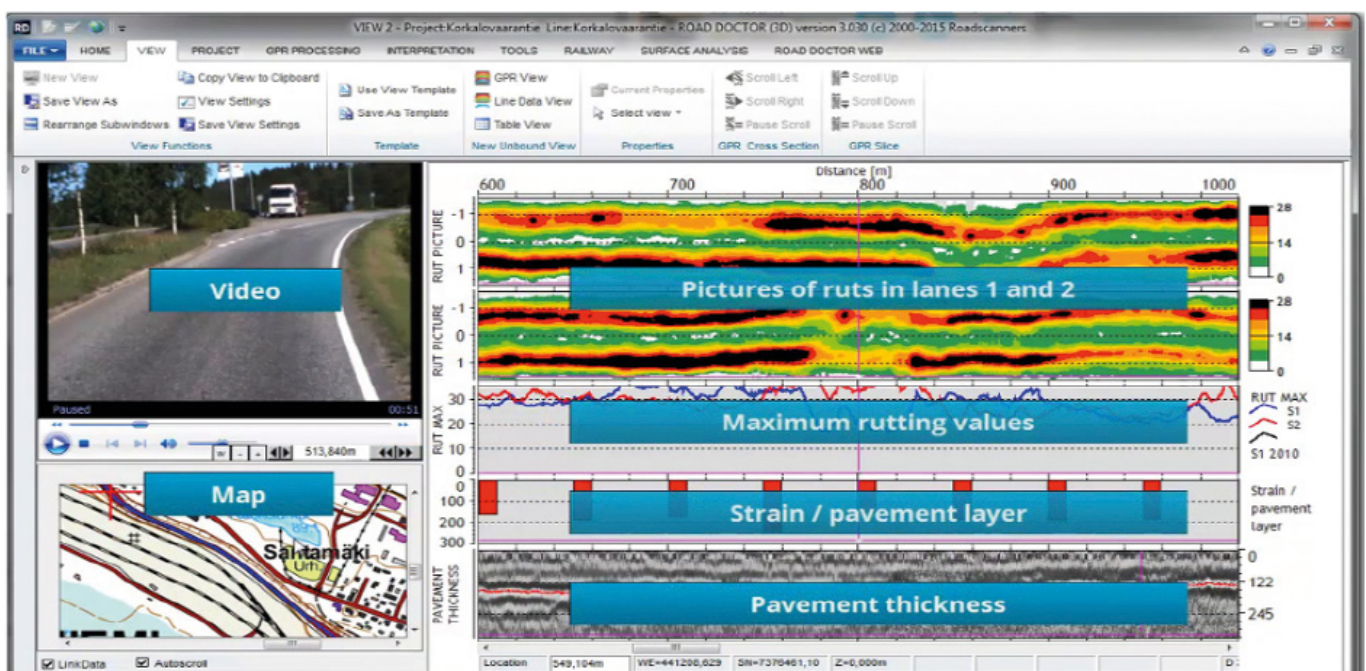 RD
VIEW 2 - Project:Korkalovaarantie Line:Korkalovaarantie - ROAD DOCTOR (3D) version 3.030 (c) 2000-2015 Roadscanners
FILE HOME VIEW PROJECT GPR PROCESSING INTERPRETATION TOOLS RAILWAY SURFACE ANALYSIS ROAD DOCTOR WEB
New View Copy View to Clipboard Use View Template GPR View Current Properties Scroll Left Scroll Up
Save View As View Settings Save As Template Line Data View Select view Scroll Right Scroll Down
Rearrange Subwindows Save View Settings Table View Pause Scroll Pause Scroll
View Functions Template New Unbound View Properties GPR Cross Section GPR Slice
Video
Paused 00:51
513,840m
Map
Sahtamäki
Urh.
LinkData Autoscroll
Distance [m]
600 700 800 900 1000
RUT PICTURE
-1
0
1
28
14
0
Pictures of ruts in lanes 1 and 2
RUT PICTURE
-1
0
1
28
14
0
RUT MAX
30
20
10
0
Maximum rutting values
RUT MAX
S1
S2
S1 2010
0
100
200
300
Strain / pavement layer
Strain /
pavement
layer
PAVEMENT
THICKNESS
Pavement thickness
0
122
245
Location 549,104m WE=441200,629 SN=7376461,10 Z=0,000m D: